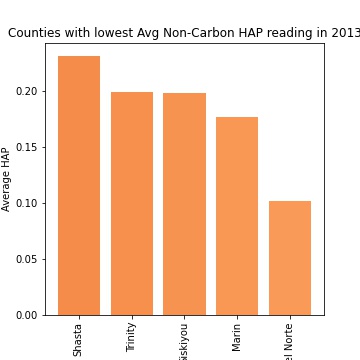 Counties with lowest Avg Non-Carbon HAP reading in 2013
Average HAP
0.20
0.15
0.10
0.05
0.00
Shasta
Trinity
iskiyou
Marin
el Norte